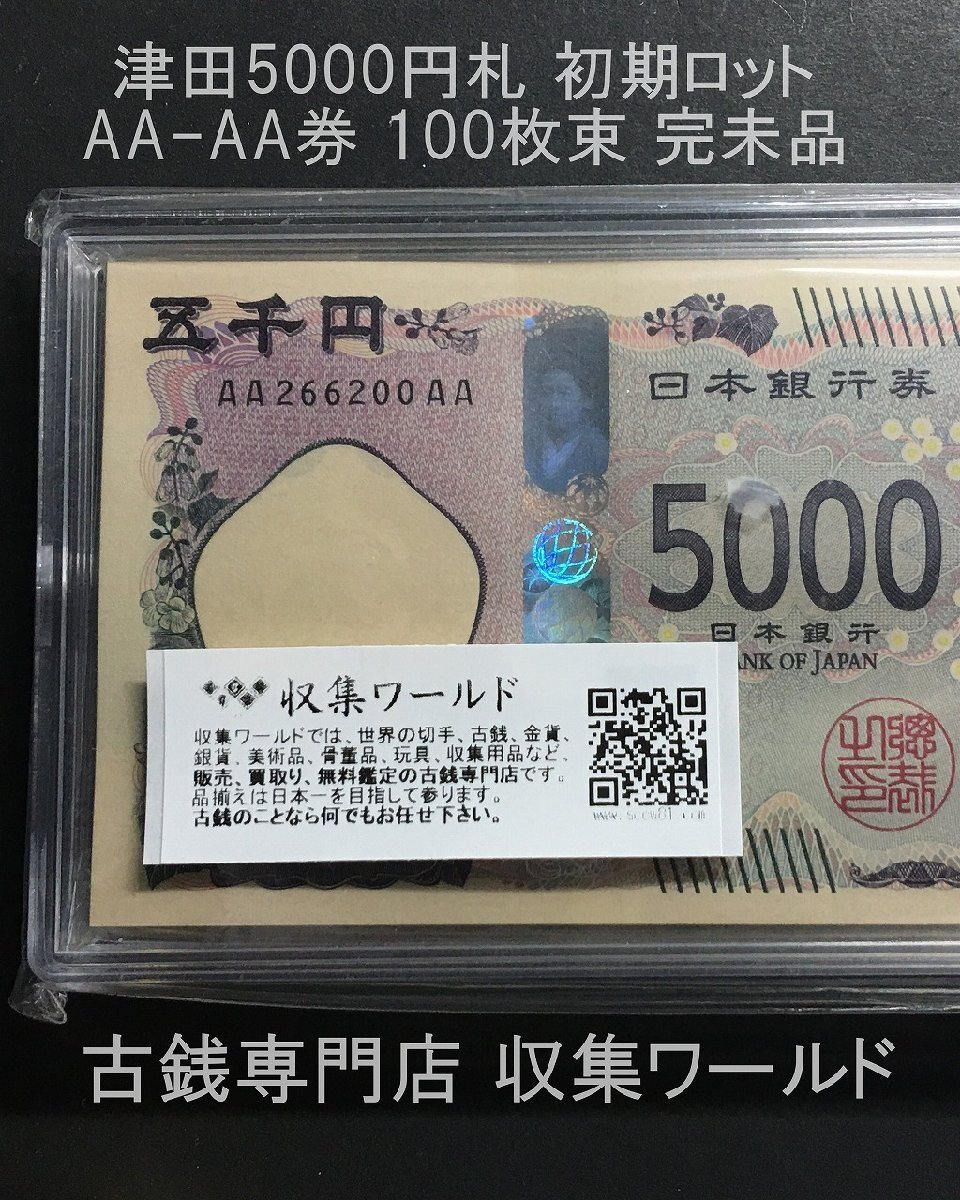 津田5000円札 初期ロット
AA-AA券 100枚束 完未品
五千円
AA266200AA
日本銀行券
5000
日本銀行
BANK OF JAPAN
収集ワールド
収集ワールドでは、世界の切手、古銭、金貨、
銀貨、美術品、骨董品、玩具、収集用品など、
販売、買取り、無料鑑定の古銭専門店です。
品揃えは日本一を目指して参ります。
古銭のことなら何でもお任せ下さい。
古銭専門店 収集ワールド